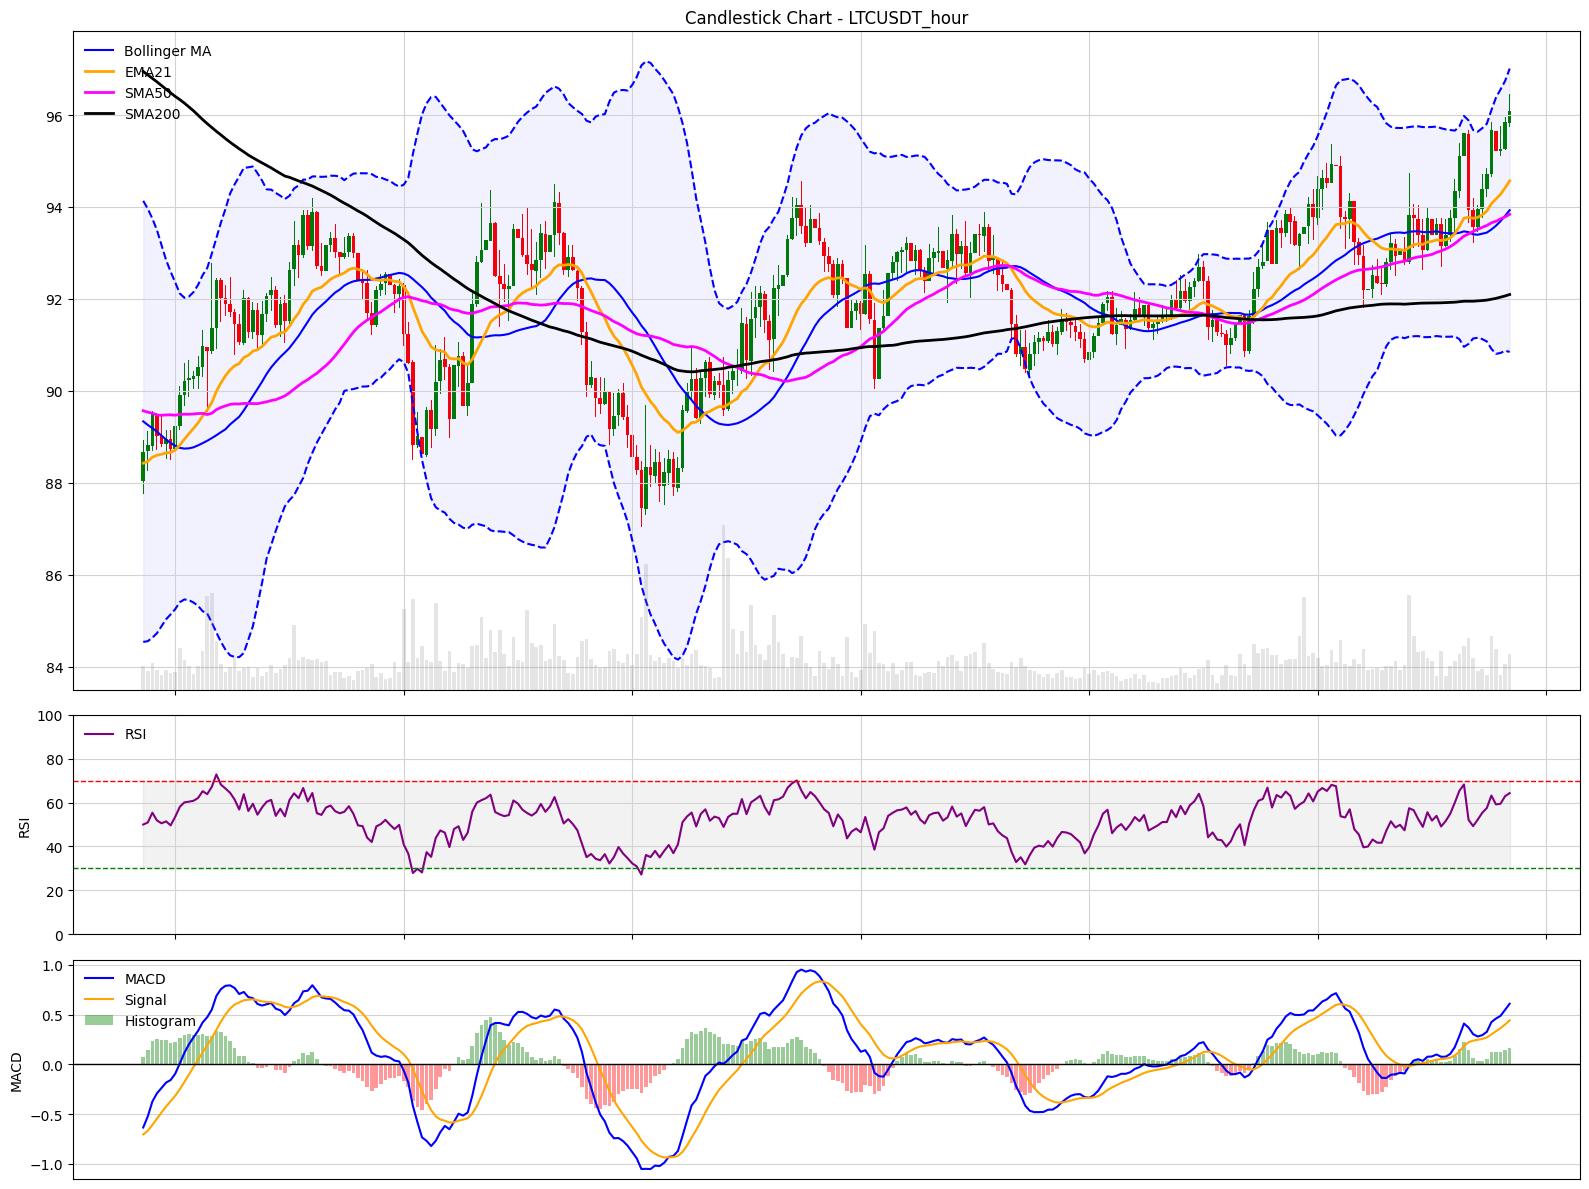 Candlestick Chart - LTCUSDT_hour
Bollinger MA
EMA21
SMA50
SMA200
96
94
92
90
88
86
84
RSI
100
80
60
40
20
0
RSI
MACD
Signal
Histogram
1.0
0.5
0.0
−0.5
−1.0
MACD